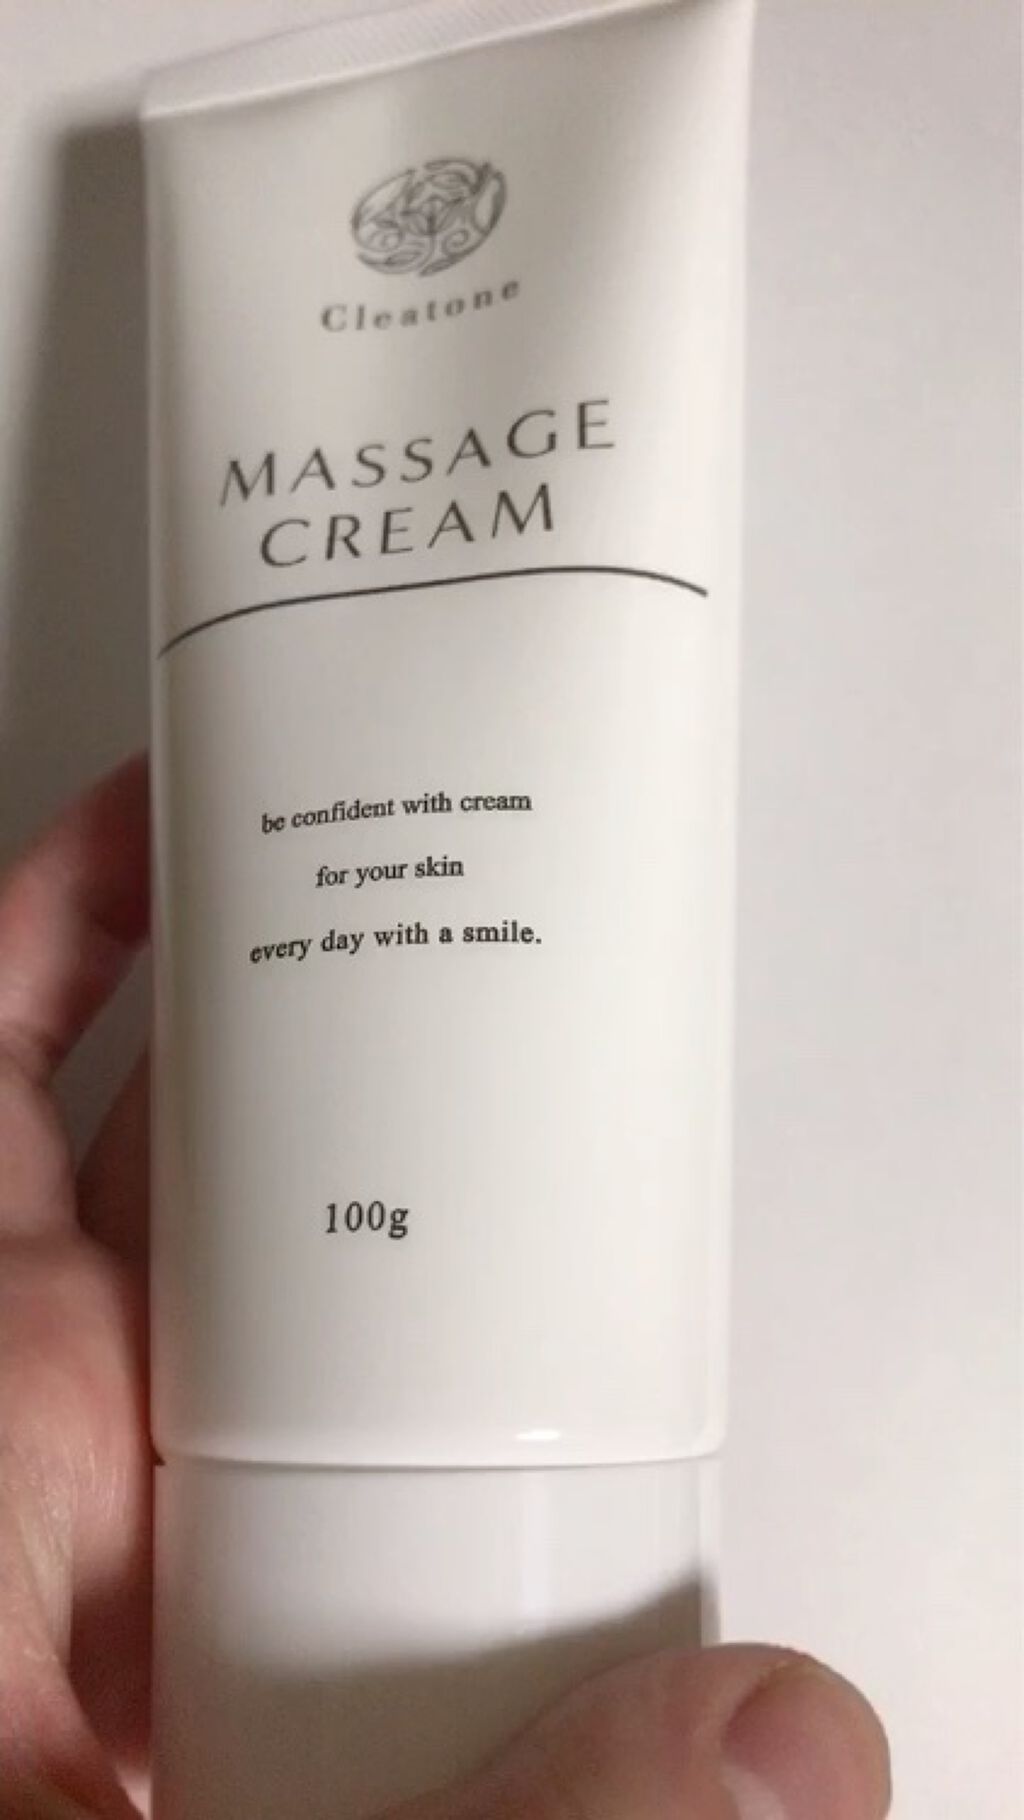 Cleatone
MASSAGE
CREAM
be confident with cream
for your skin
every day with a smile.
100g